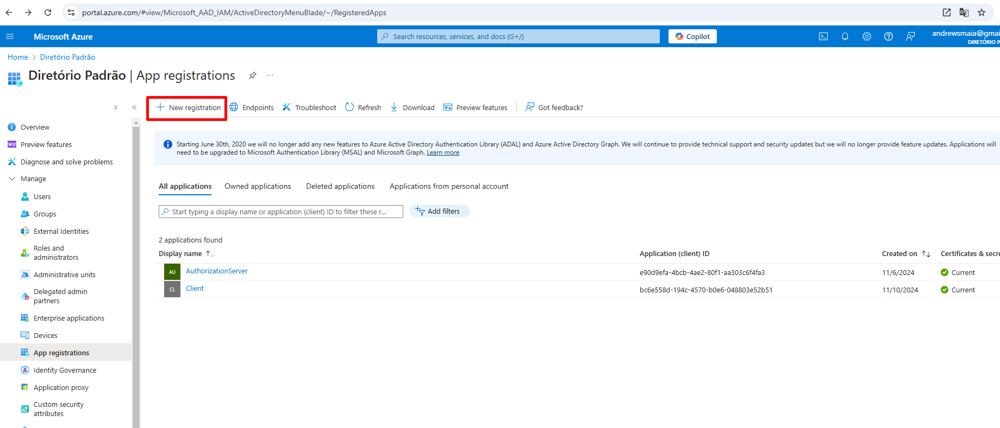 portal.azure.com/#view/Microsoft_AAD_IAM/ActiveDirectoryMenuBlade/~/RegisteredApps
Microsoft Azure
Search resources, services, and docs (G+/)
Copilot
andrewsmaia@gmai
DIRETÓRIO P
Home > Diretório Padrão
Diretório Padrão | App registrations
New registration
Endpoints
Troubleshoot
Refresh
Download
Preview features
Got feedback?
Overview
Preview features
Diagnose and solve problems
Manage
Users
Groups
External Identities
Roles and
administrators
Administrative units
Delegated admin
partners
Enterprise applications
Devices
App registrations
Identity Governance
Application proxy
Custom security
attributes
Starting June 30th, 2020 we will no longer add any new features to Azure Active Directory Authentication Library (ADAL) and Azure Active Directory Graph. We will continue to provide technical support and security updates but we will no longer provide feature updates. Applications will
need to be upgraded to Microsoft Authentication Library (MSAL) and Microsoft Graph. Learn more
All applications
Owned applications
Deleted applications
Applications from personal account
Start typing a display name or application (client) ID to filter these r...
Add filters
2 applications found
Display name
Application (client) ID
Created on
Certificates & secre
AU AuthorizationServer e90d9efa-4bcb-4ae2-80f1-aa303c6f4fa3 11/6/2024 Current
CL Client bc6e558d-194c-4570-b0e6-048803e52b51 11/10/2024 Current